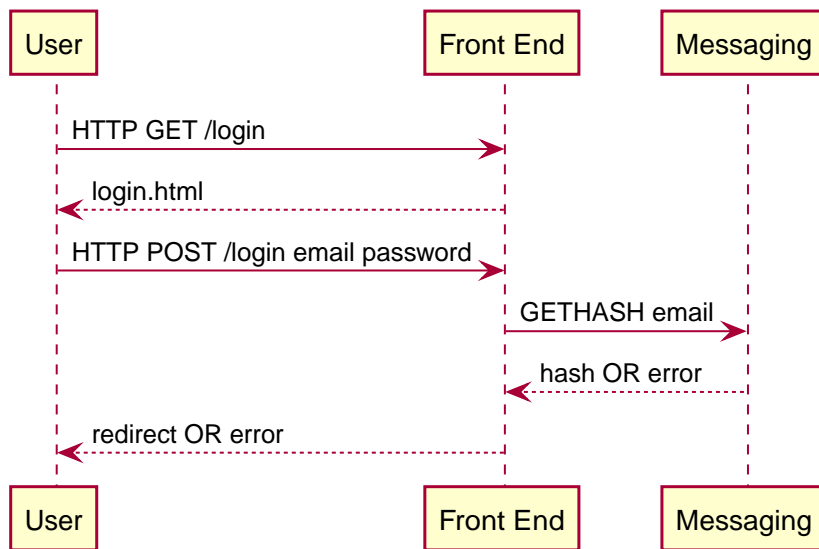 User
Front End
Messaging
HTTP GET /login
login.html
HTTP POST /login email password
GETHASH email
hash OR error
redirect OR error
User
Front End
Messaging